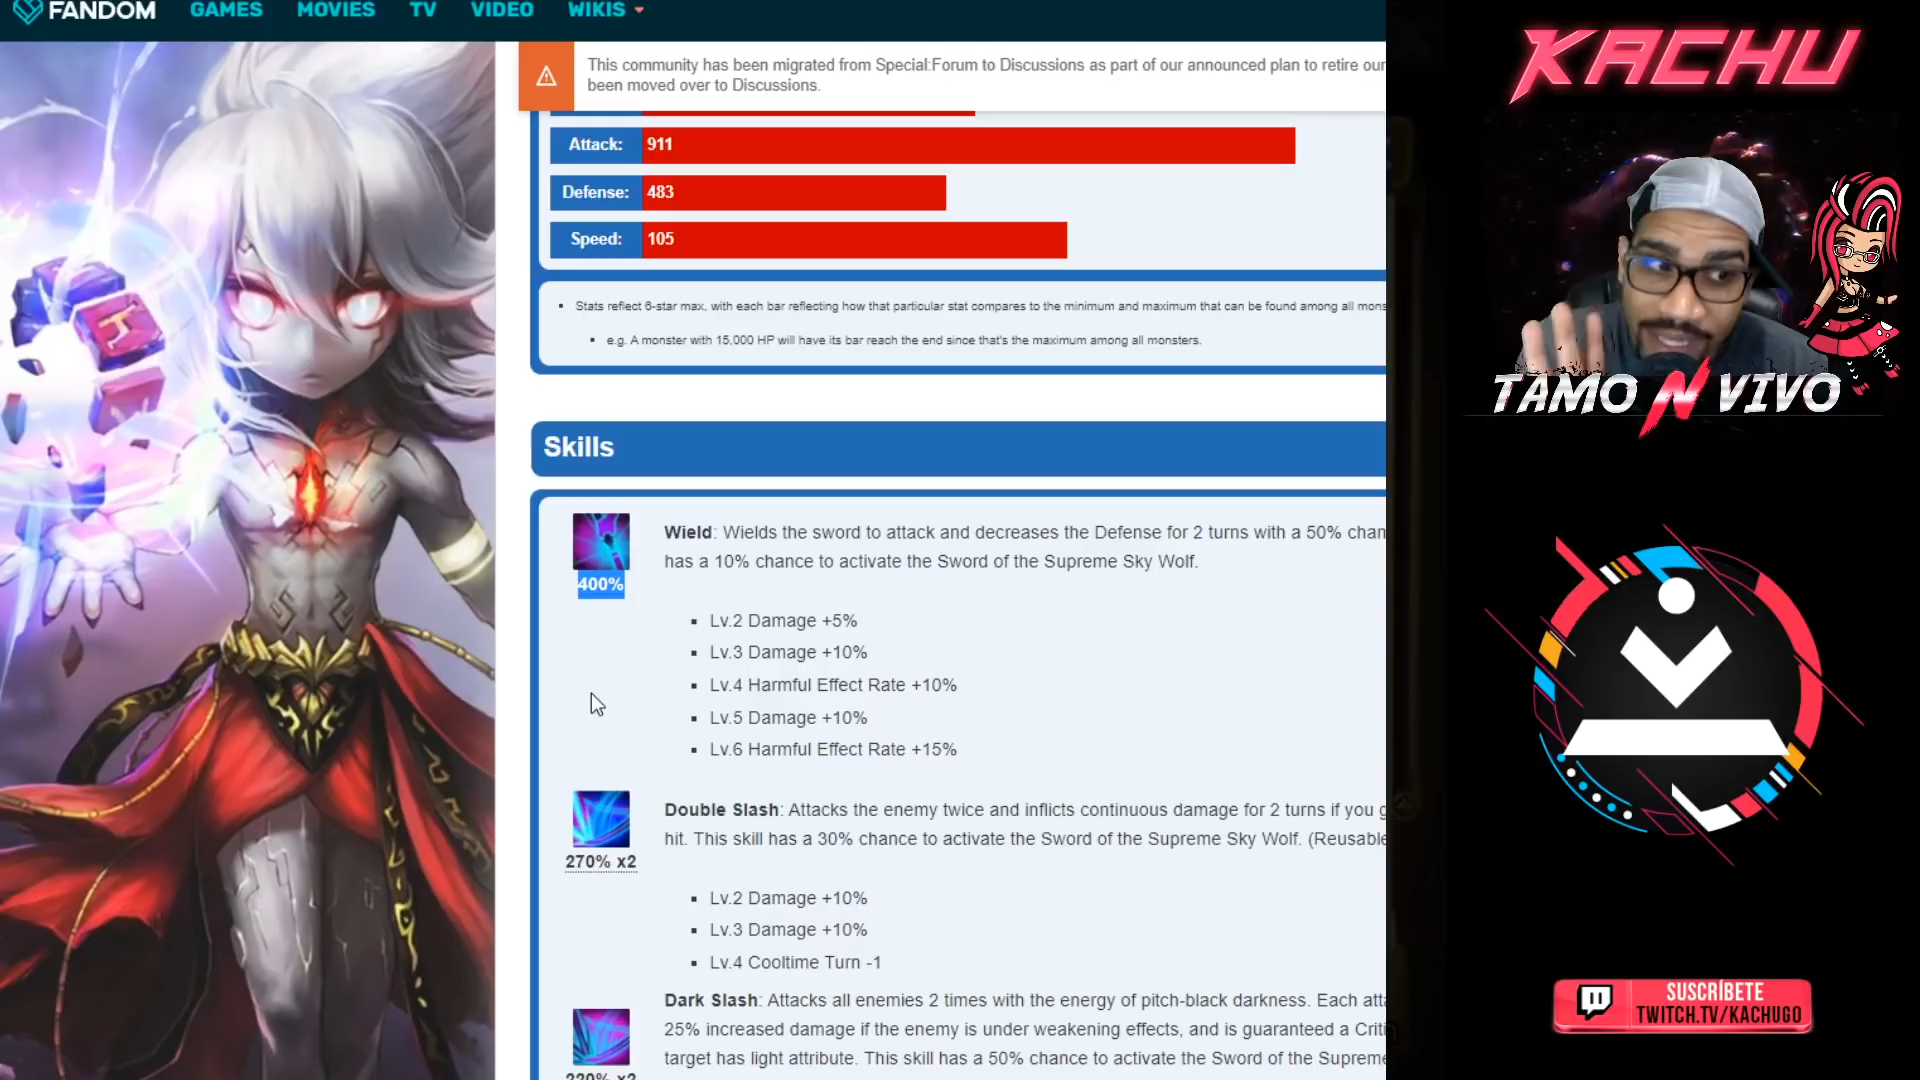 FANDOM GAMES MOVIES TV VIDEO WIKIS
This community has been migrated from Special:Forum to Discussions as part of our announced plan to retire our
been moved over to Discussions.
Attack: 911
Defense: 483
Speed: 105
Stats reflect 6-star max, with each bar reflecting how that particular stat compares to the minimum and maximum that can be found among all mons
e.g. A monster with 15,000 HP will have its bar reach the end since that's the maximum among all monsters.
Skills
Wield: Wields the sword to attack and decreases the Defense for 2 turns with a 50% chan
has a 10% chance to activate the Sword of the Supreme Sky Wolf.
400%
Lv.2 Damage +5%
Lv.3 Damage +10%
Lv.4 Harmful Effect Rate +10%
Lv.5 Damage +10%
Lv.6 Harmful Effect Rate +15%
Double Slash: Attacks the enemy twice and inflicts continuous damage for 2 turns if you g
hit. This skill has a 30% chance to activate the Sword of the Supreme Sky Wolf. (Reusable
270% x2
Lv.2 Damage +10%
Lv.3 Damage +10%
Lv.4 Cooltime Turn -1
Dark Slash: Attacks all enemies 2 times with the energy of pitch-black darkness. Each atta
25% increased damage if the enemy is under weakening effects, and is guaranteed a Criti
target has light attribute. This skill has a 50% chance to activate the Sword of the Supreme
220% x2
KACHU
TAMO N VIVO
SUSCRÍBETE
TWITCH.TV/KACHUGO